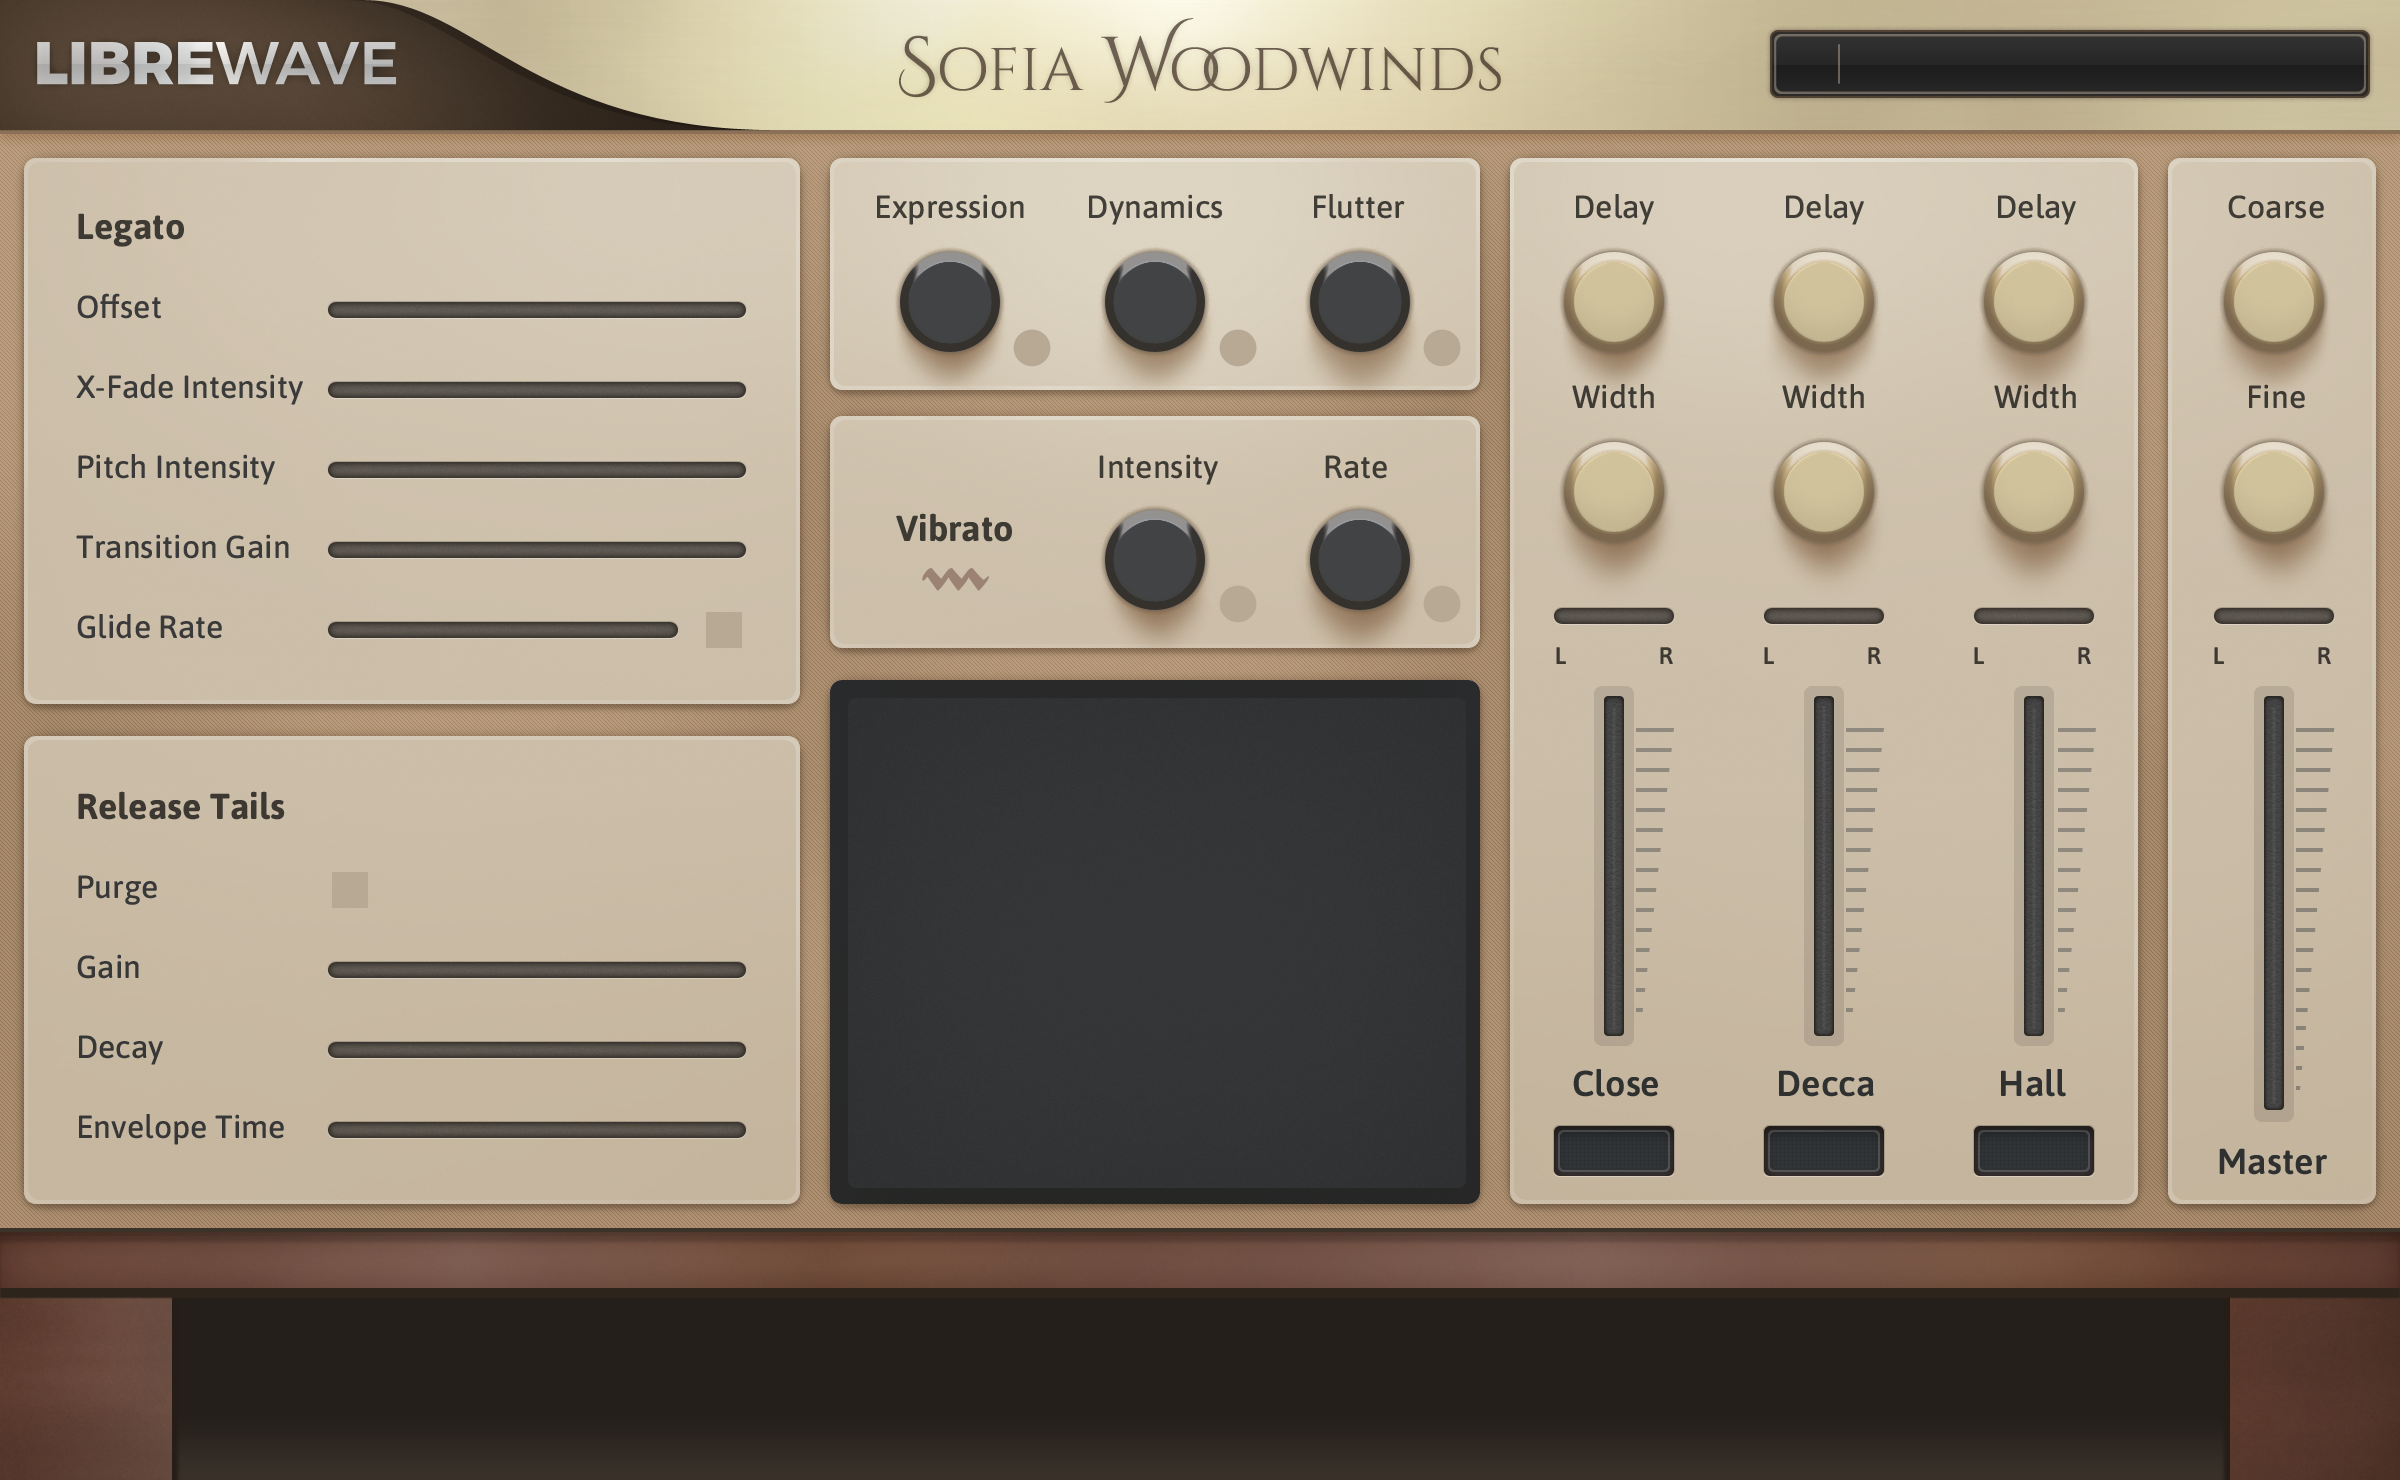 LIBREWAVE
Sofia Woodwinds
Legato
Offset
X-Fade Intensity
Pitch Intensity
Transition Gain
Glide Rate
Release Tails
Purge
Gain
Decay
Envelope Time
Expression Dynamics Flutter
Vibrato
Intensity Rate
Delay Delay Delay
Width Width Width
L R L R L R
Close Decca Hall
Coarse
Fine
L R
Master